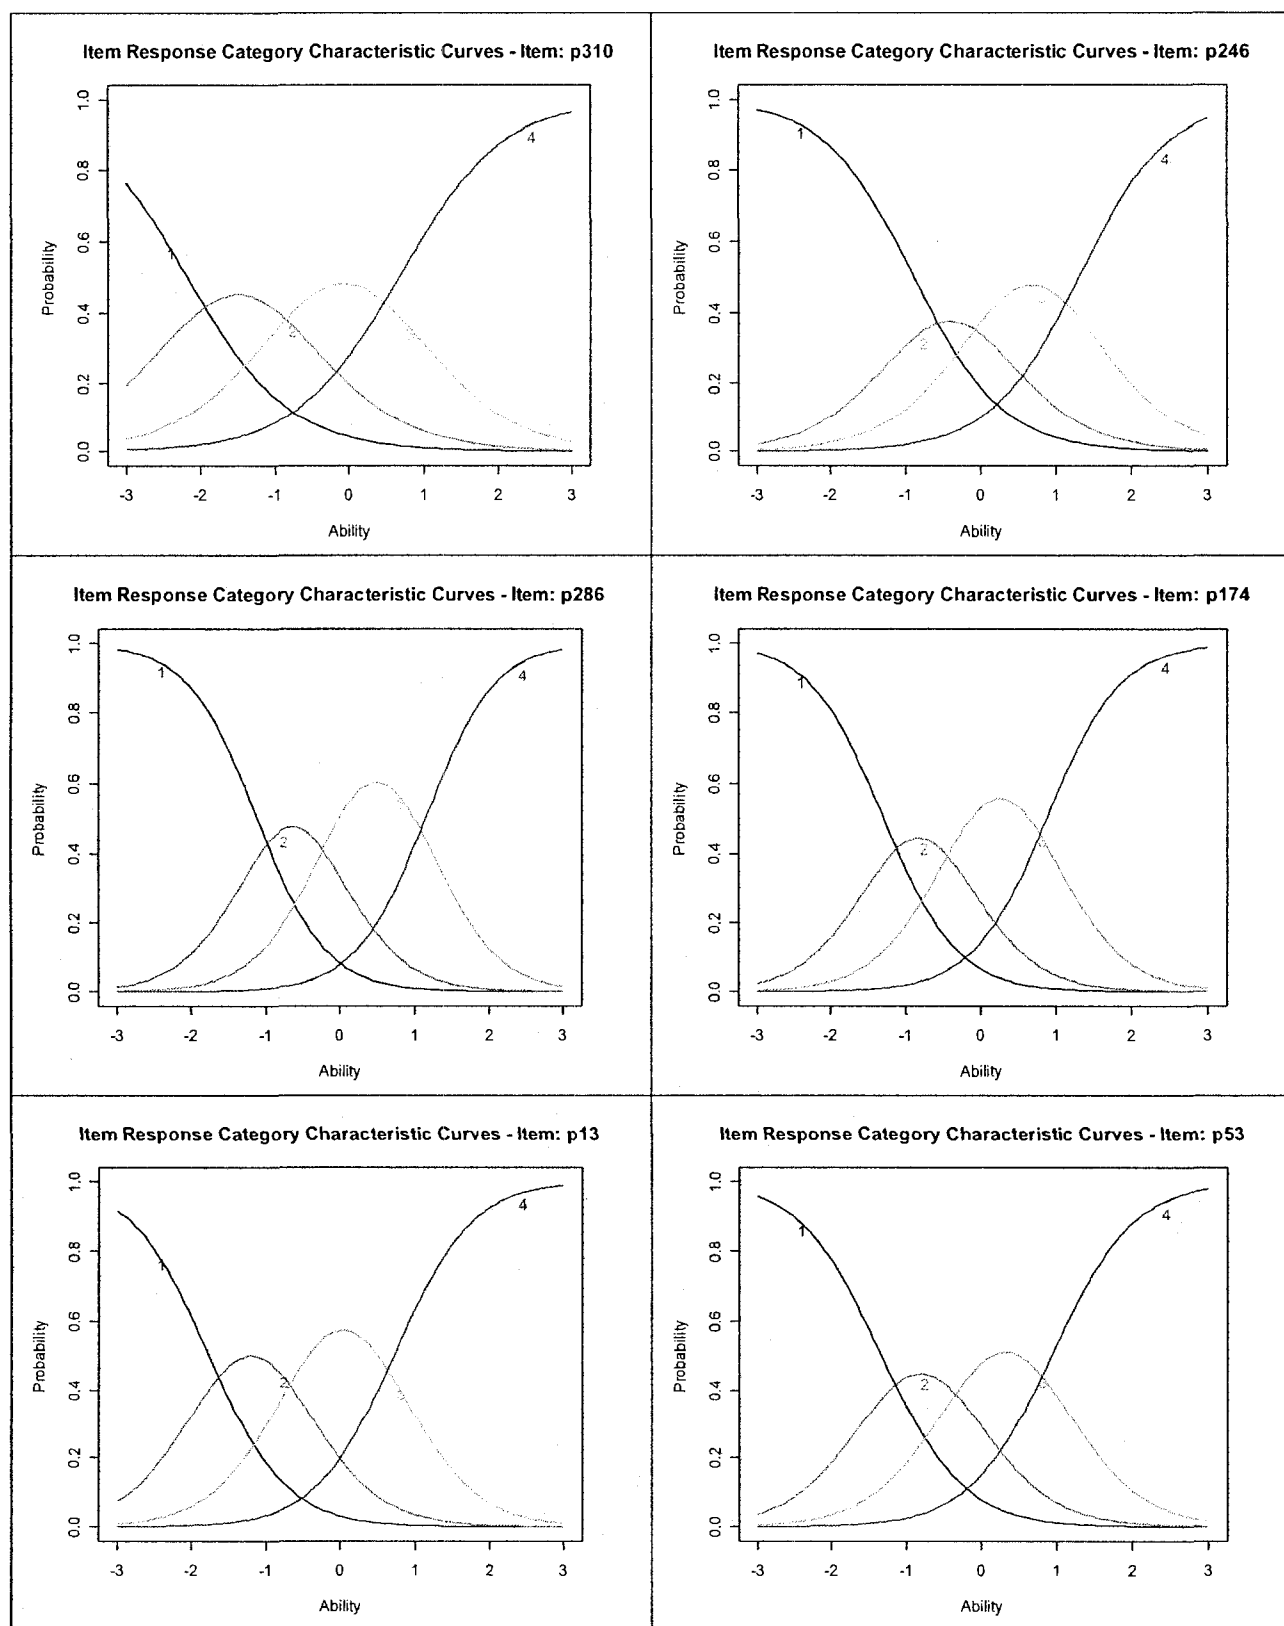 Item Response Category Characteristic Curves - Item: p310
1.0
0.8
0.6
0.4
0.2
0.0
Probability
1
2
3
4
-3 -2 -1 0 1 2 3
Ability
Item Response Category Characteristic Curves - Item: p246
1.0
0.8
0.6
0.4
0.2
0.0
Probability
1
2
3
4
-3 -2 -1 0 1 2 3
Ability
Item Response Category Characteristic Curves - Item: p286
1.0
0.8
0.6
0.4
0.2
0.0
Probability
1
2
4
-3 -2 -1 0 1 2 3
Ability
Item Response Category Characteristic Curves - Item: p174
1.0
0.8
0.6
0.4
0.2
0.0
Probability
1
2
3
4
-3 -2 -1 0 1 2 3
Ability
Item Response Category Characteristic Curves - Item: p13
1.0
0.8
0.6
0.4
0.2
0.0
Probability
1
2
3
4
-3 -2 -1 0 1 2 3
Ability
Item Response Category Characteristic Curves - Item: p53
1.0
0.8
0.6
0.4
0.2
0.0
Probability
1
2
3
4
-3 -2 -1 0 1 2 3
Ability